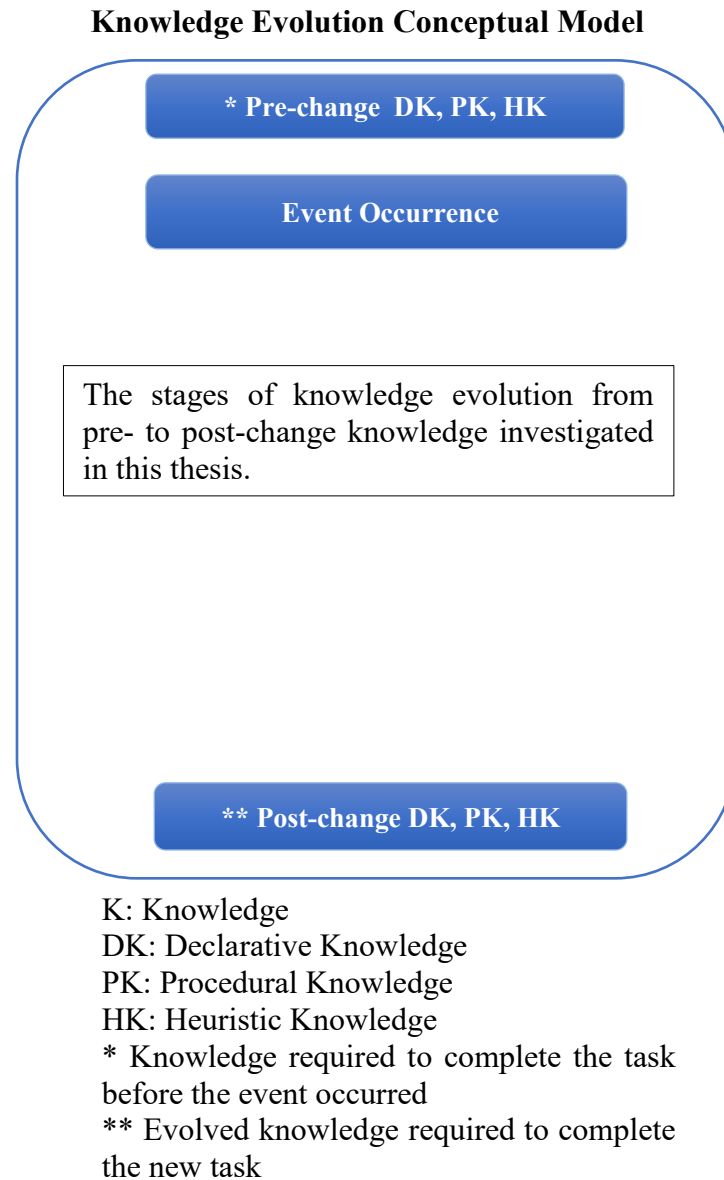 Knowledge Evolution Conceptual Model
* Pre-change DK, PK, HK
Event Occurrence
The stages of knowledge evolution from
pre- to post-change knowledge investigated
in this thesis.
** Post-change DK, PK, HK
K: Knowledge
DK: Declarative Knowledge
PK: Procedural Knowledge
HK: Heuristic Knowledge
* Knowledge required to complete the task
before the event occurred
** Evolved knowledge required to complete
the new task